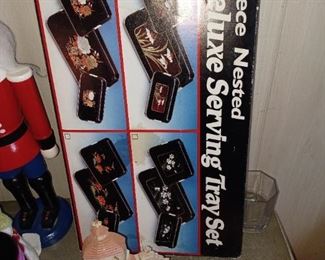 ece Nested
eluxe Serving Tray Set